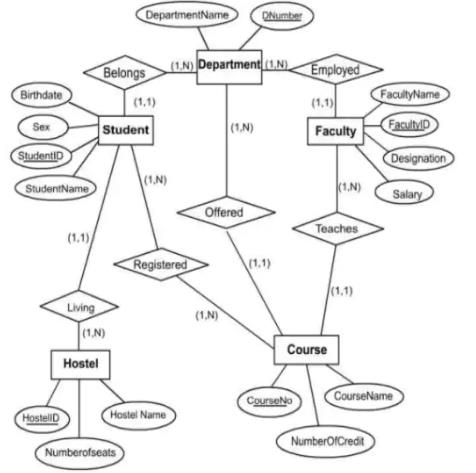 DepartmentName
DNumber
Belongs
(1,N)
Department
(1,N)
Employed
Birthdate
(1,1)
(1,1)
FacultyName
Sex
Student
(1,N)
Faculty
FacultyID
StudentID
Designation
StudentName
(1,N)
(1,N)
Salary
Offered
Teaches
(1,1)
Registered
(1,1)
(1,1)
Living
(1,N)
(1,N)
Hostel
Course
HostelID
Hostel Name
CourseNo
CourseName
Numberofseats
NumberOfCredit